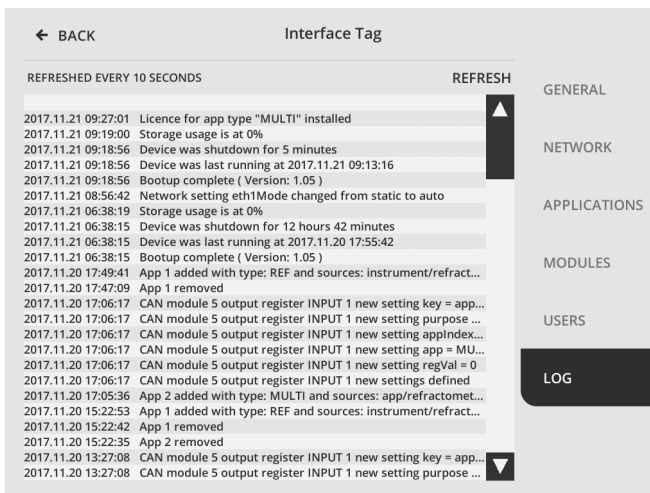 ← BACK
Interface Tag
REFRESHED EVERY 10 SECONDS
REFRESH
2017.11.21 09:27:01 Licence for app type "MULTI" installed
2017.11.21 09:19:00 Storage usage is at 0%
2017.11.21 09:18:56 Device was shutdown for 5 minutes
2017.11.21 09:18:56 Device was last running at 2017.11.21 09:13:16
2017.11.21 09:18:56 Bootup complete ( Version: 1.05 )
2017.11.21 08:56:42 Network setting eth1Mode changed from static to auto
2017.11.21 06:38:19 Storage usage is at 0%
2017.11.21 06:38:15 Device was shutdown for 12 hours 42 minutes
2017.11.21 06:38:15 Device was last running at 2017.11.20 17:55:42
2017.11.21 06:38:15 Bootup complete ( Version: 1.05 )
2017.11.20 17:49:41 App 1 added with type: REF and sources: instrument/refract...
2017.11.20 17:47:09 App 1 removed
2017.11.20 17:06:17 CAN module 5 output register INPUT 1 new setting key = app...
2017.11.20 17:06:17 CAN module 5 output register INPUT 1 new setting purpose ...
2017.11.20 17:06:17 CAN module 5 output register INPUT 1 new setting appIndex...
2017.11.20 17:06:17 CAN module 5 output register INPUT 1 new setting app = MU...
2017.11.20 17:06:17 CAN module 5 output register INPUT 1 new setting regVal = 0
2017.11.20 17:06:17 CAN module 5 output register INPUT 1 new settings defined
2017.11.20 17:05:36 App 2 added with type: MULTI and sources: app/refractomet...
2017.11.20 15:22:53 App 1 added with type: REF and sources: instrument/refract...
2017.11.20 15:22:42 App 1 removed
2017.11.20 15:22:35 App 2 removed
2017.11.20 13:27:08 CAN module 5 output register INPUT 1 new setting key = app...
2017.11.20 13:27:08 CAN module 5 output register INPUT 1 new setting purpose ...
GENERAL
NETWORK
APPLICATIONS
MODULES
USERS
LOG